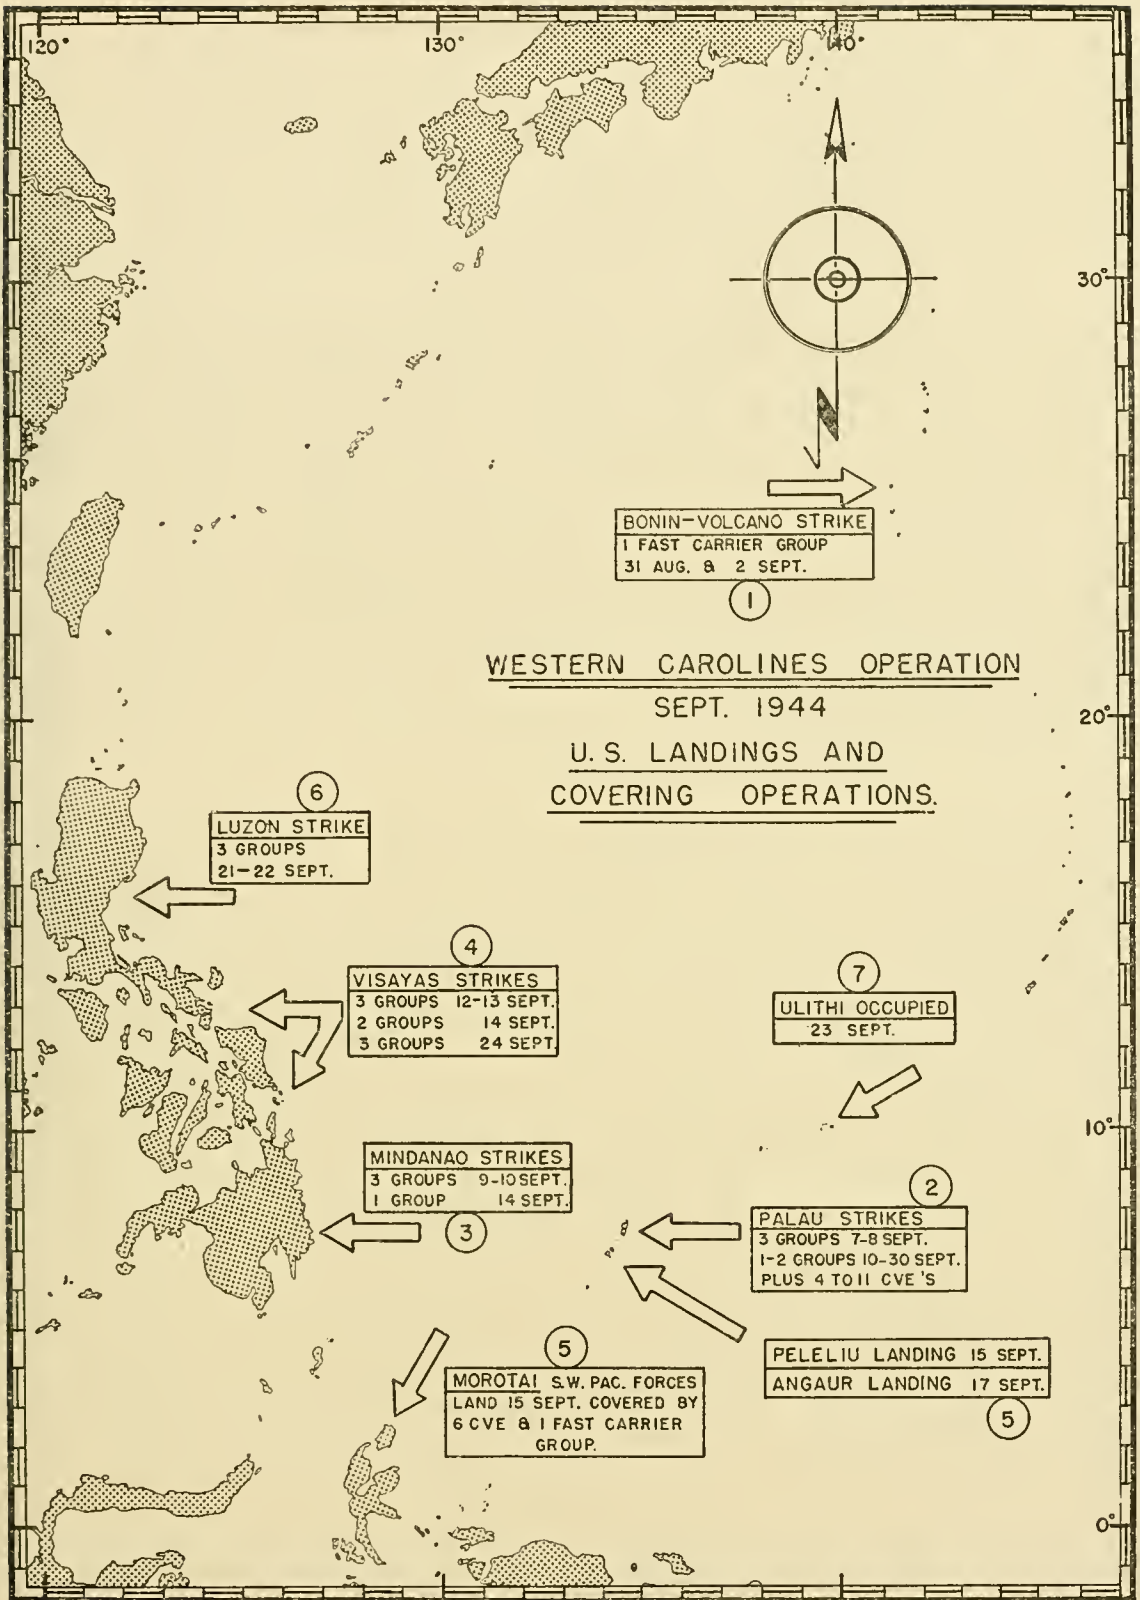 120°
130°
140°
30°
BONIN-VOLCANO STRIKE
1 FAST CARRIER GROUP
31 AUG. & 2 SEPT.
1
WESTERN CAROLINES OPERATION
SEPT. 1944
U.S. LANDINGS AND
COVERING OPERATIONS.
20°
6
LUZON STRIKE
3 GROUPS
21-22 SEPT.
4
VISAYAS STRIKES
3 GROUPS 12-13 SEPT.
2 GROUPS 14 SEPT.
3 GROUPS 24 SEPT.
7
ULITHI OCCUPIED
23 SEPT.
10°
MINDANAO STRIKES
3 GROUPS 9-10 SEPT.
1 GROUP 14 SEPT.
3
2
PALAU STRIKES
3 GROUPS 7-8 SEPT.
1-2 GROUPS 10-30 SEPT.
PLUS 4 TO 11 CVE'S
5
MOROTAI S.W. PAC. FORCES
LAND 15 SEPT. COVERED BY
6 CVE & 1 FAST CARRIER
GROUP.
PELELIU LANDING 15 SEPT.
ANGAUR LANDING 17 SEPT.
5
0°